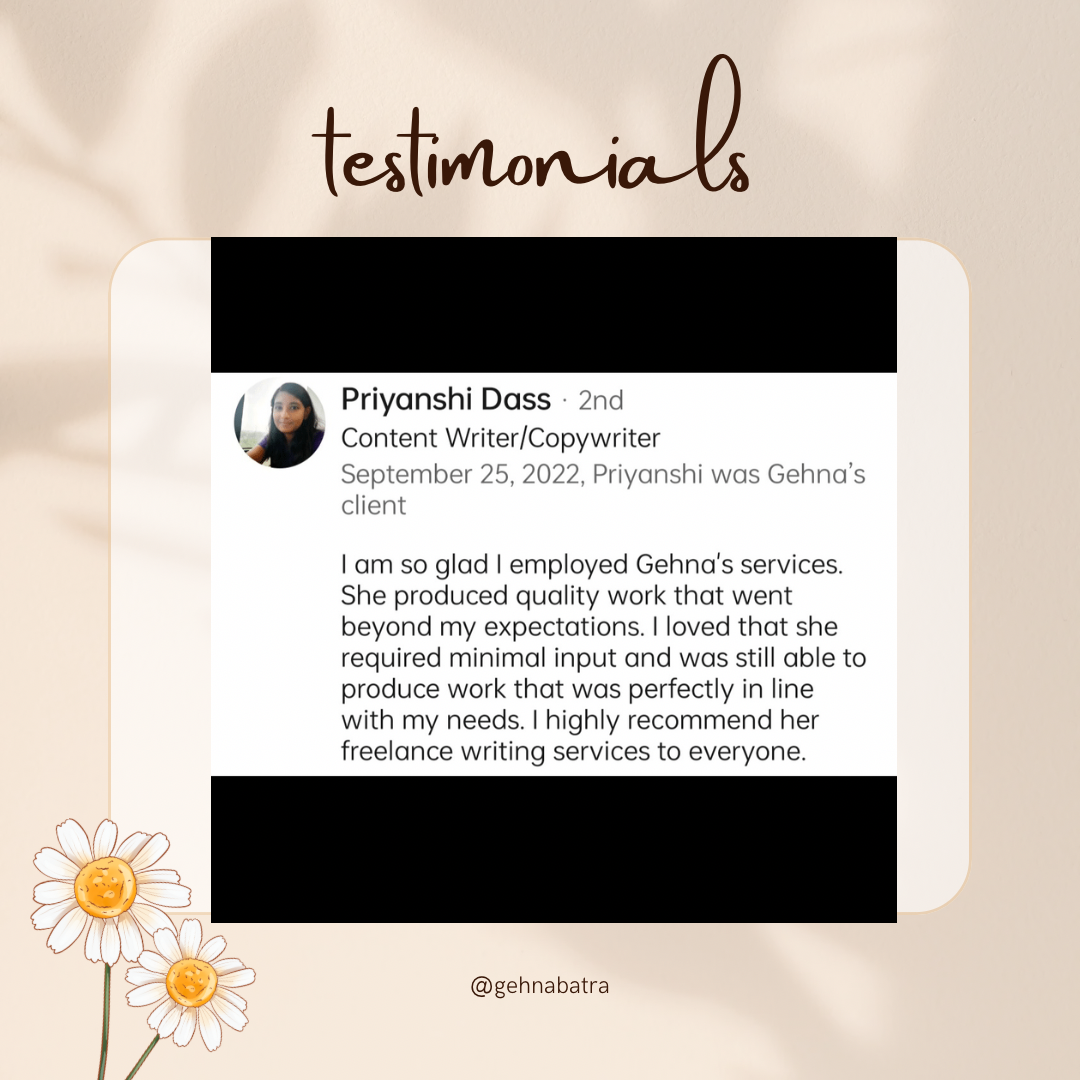 testimonials
Priyanshi Dass · 2nd
Content Writer/Copywriter
September 25, 2022, Priyanshi was Gehna’s
client
I am so glad I employed Gehna's services.
She produced quality work that went
beyond my expectations. I loved that she
required minimal input and was still able to
produce work that was perfectly in line
with my needs. I highly recommend her
freelance writing services to everyone.
@gehnabatra